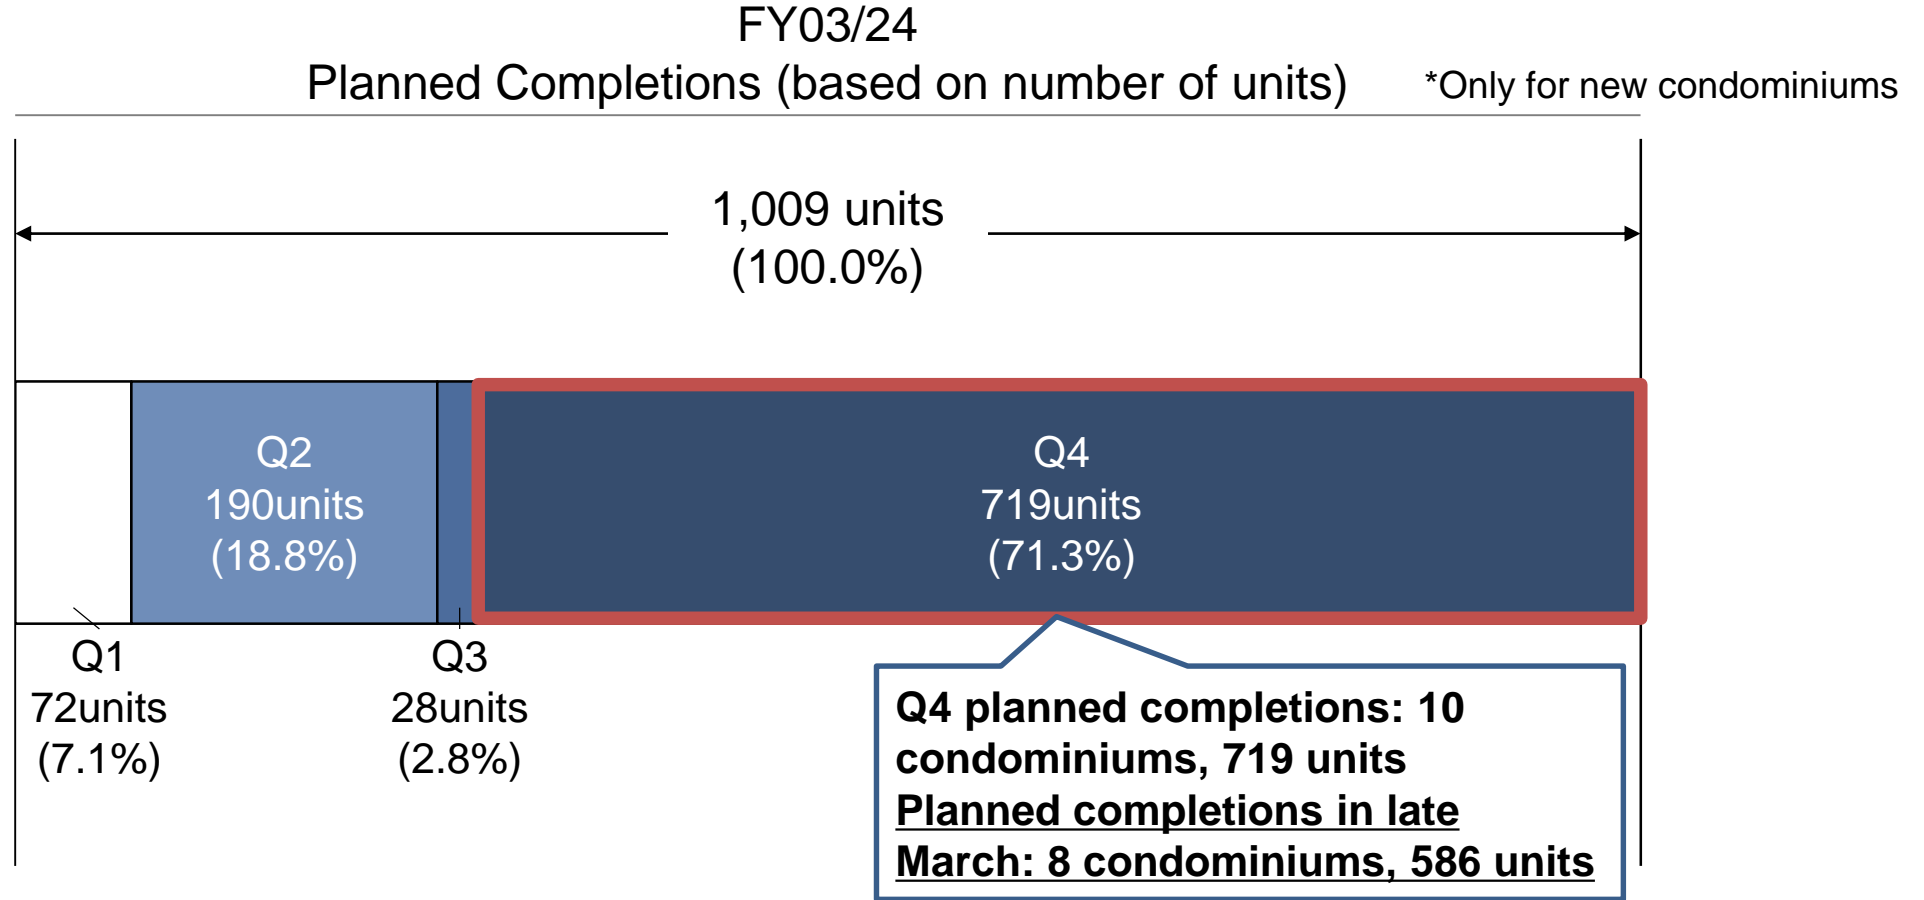 FY03/24
Planned Completions (based on number of units)
*Only for new condominiums
1,009 units
(100.0%)
Q2
190units
(18.8%)
Q4
719units
(71.3%)
Q1
72units
(7.1%)
Q3
28units
(2.8%)
Q4 planned completions: 10
condominiums, 719 units
Planned completions in late
March: 8 condominiums, 586 units